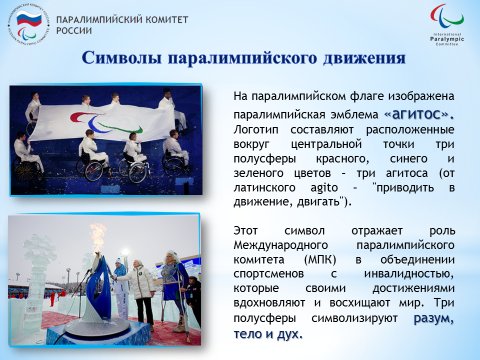 ПАРАЛИМПИЙСКИЙ КОМИТЕТ
РОССИИ
International
Paralympic
Committee
Символы паралимпийского движения
На паралимпийском флаге изображена
паралимпийская эмблема «агитос».
Логотип составляют расположенные
вокруг центральной точки три
полусферы красного, синего и
зеленого цветов – три агитоса (от
латинского agito – "приводить в
движение, двигать").
Этот символ отражает роль
Международного паралимпийского
комитета (МПК) в объединении
спортсменов с инвалидностью,
которые своими достижениями
вдохновляют и восхищают мир. Три
полусферы символизируют разум,
тело и дух.